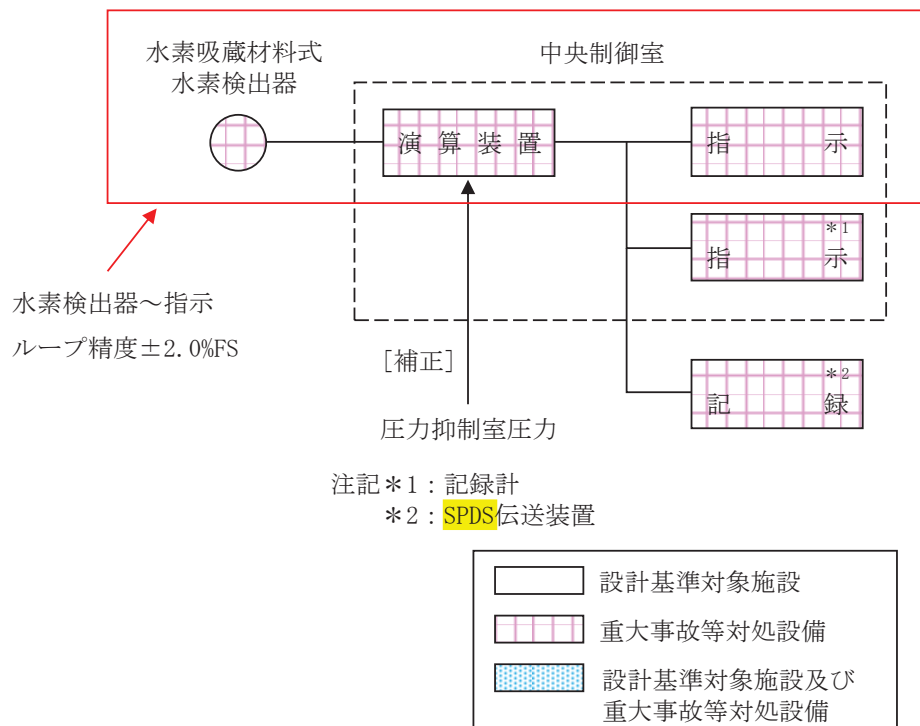 水素吸蔵材料式
水素検出器
中央制御室
演算装置
指示
指示*1
水素検出器~指示
ループ精度±2.0%FS
[補正]
記録*2
圧力抑制室圧力
注記*1:記録計
*2:SPDS伝送装置
設計基準対象施設
重大事故等対処設備
設計基準対象施設及び
重大事故等対処設備